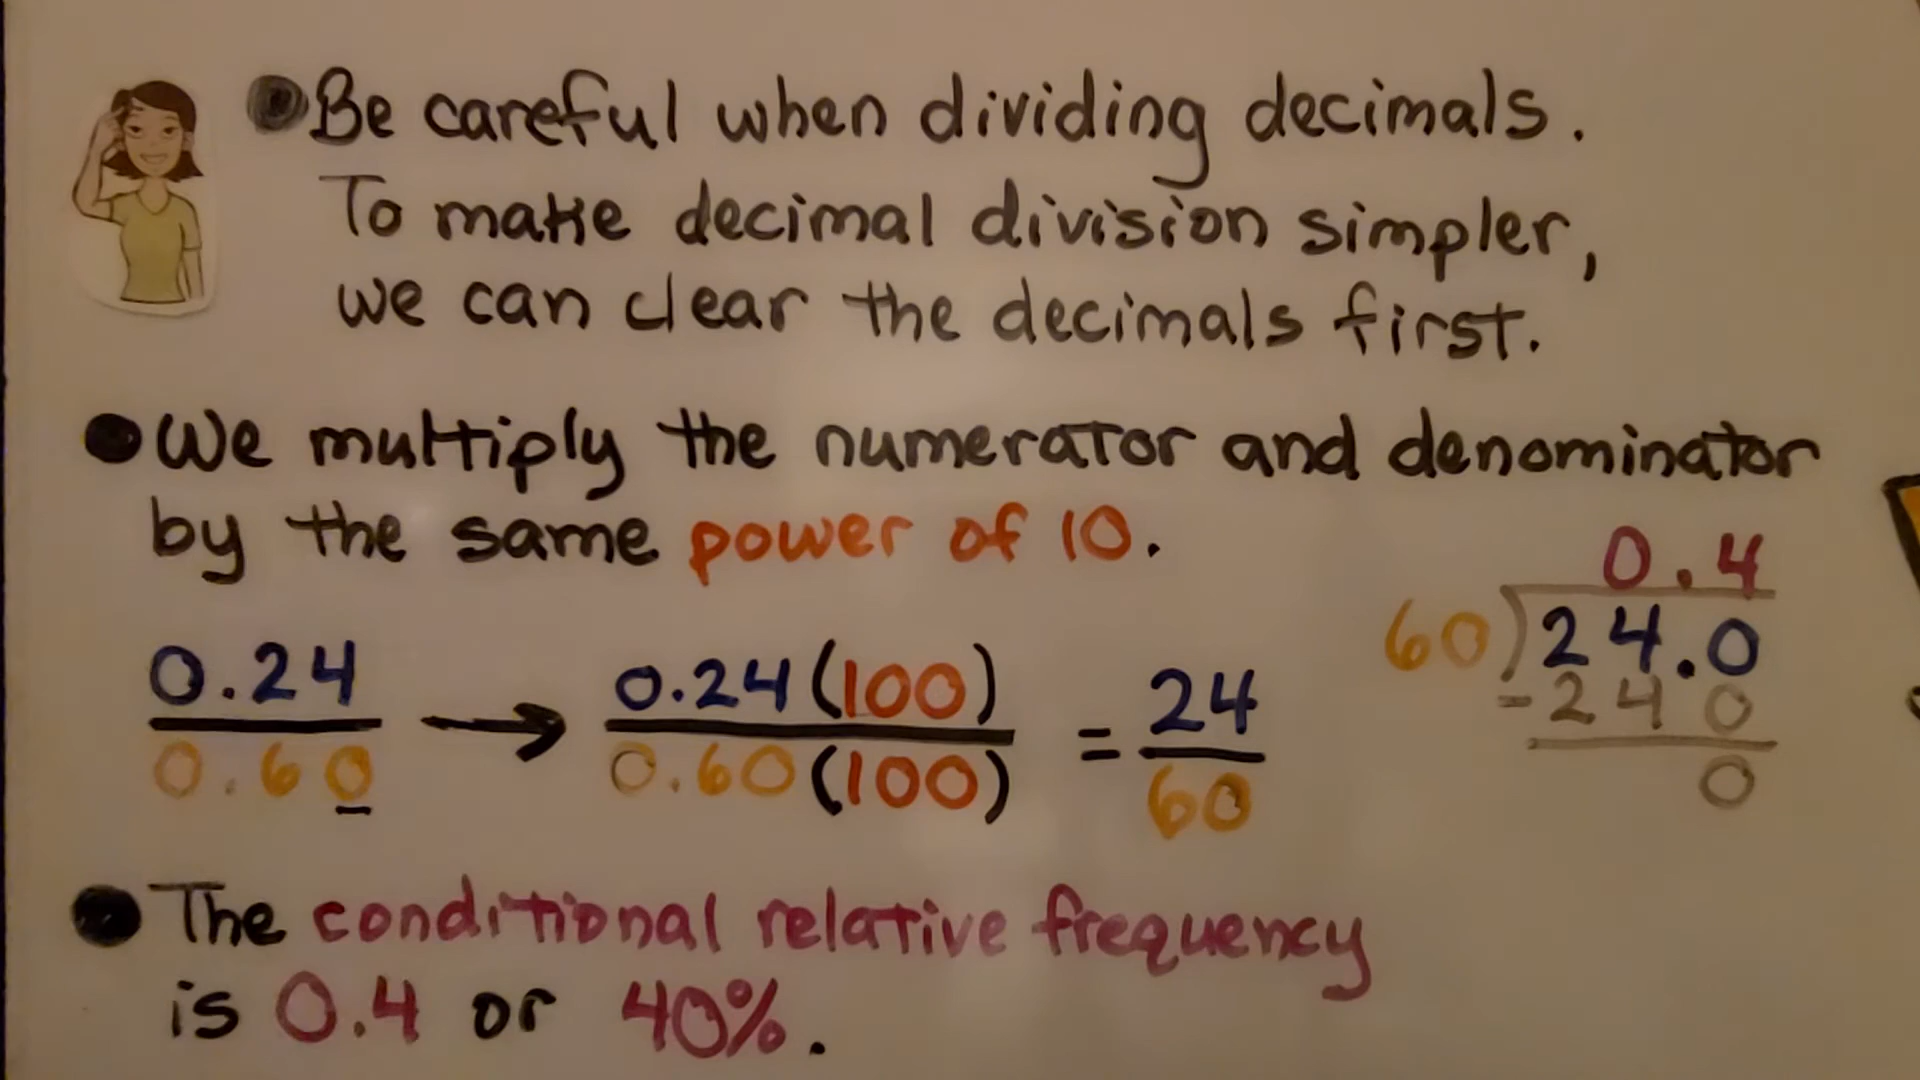 Be careful when dividing decimals.
To make decimal division simpler,
we can clear the decimals first.
We multiply the numerator and denominator
by the same power of 10.
0.24
0.60
→
0.24(100)
0.60(100)
=
24
60
0.4
60)24.0
-240
0
The conditional relative frequency
is 0.4 or 40%.